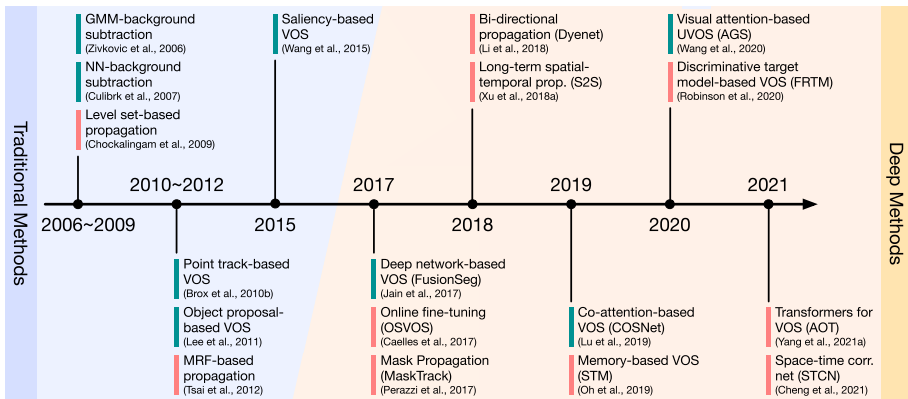 Traditional Methods
GMM-background
subtraction
(Zivkovic et al., 2006)
NN-background
subtraction
(Culibrk et al., 2007)
Level set-based
propagation
(Chockalingam et al., 2009)
Saliency-based
VOS
(Wang et al., 2015)
Bi-directional
propagation (Dyenet)
(Li et al., 2018)
Long-term spatial-
temporal prop. (S2S)
(Xu et al., 2018a)
Visual attention-based
UVOS (AGS)
(Wang et al., 2020)
Discriminative target
model-based VOS (FRTM)
(Robinson et al., 2020)
2006~2009
2010~2012
2015
2017
2018
2019
2020
2021
Point track-based
VOS
(Brox et al., 2010b)
Object proposal-
based VOS
(Lee et al., 2011)
MRF-based
propagation
(Tsai et al., 2012)
Deep network-based
VOS (FusionSeg)
(Jain et al., 2017)
Online fine-tuning
(OSVOS)
(Caelles et al., 2017)
Mask Propagation
(MaskTrack)
(Perazzi et al., 2017)
Co-attention-based
VOS (COSNet)
(Lu et al., 2019)
Memory-based VOS
(STM)
(Oh et al., 2019)
Transformers for
VOS (AOT)
(Yang et al., 2021a)
Space-time corr.
net (STCN)
(Cheng et al., 2021)
Deep Methods